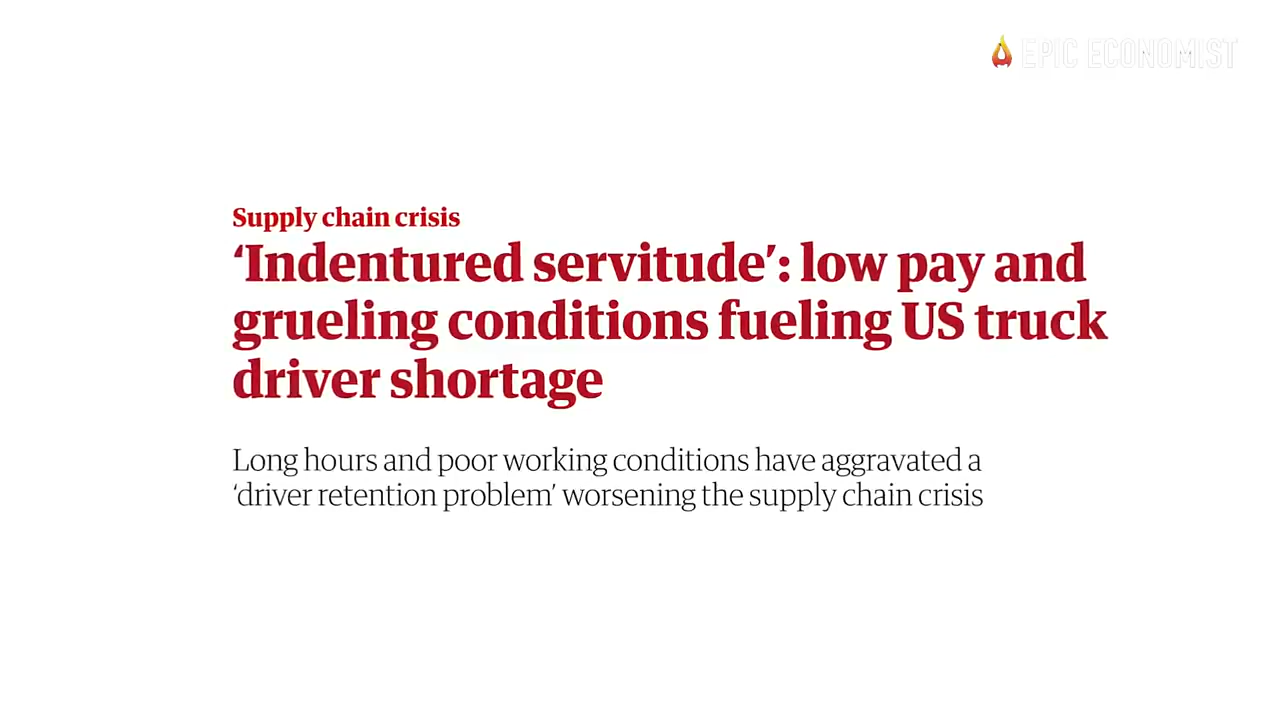 EPIC ECONOMIST
Supply chain crisis
‘Indentured servitude’: low pay and
grueling conditions fueling US truck
driver shortage
Long hours and poor working conditions have aggravated a
‘driver retention problem’ worsening the supply chain crisis